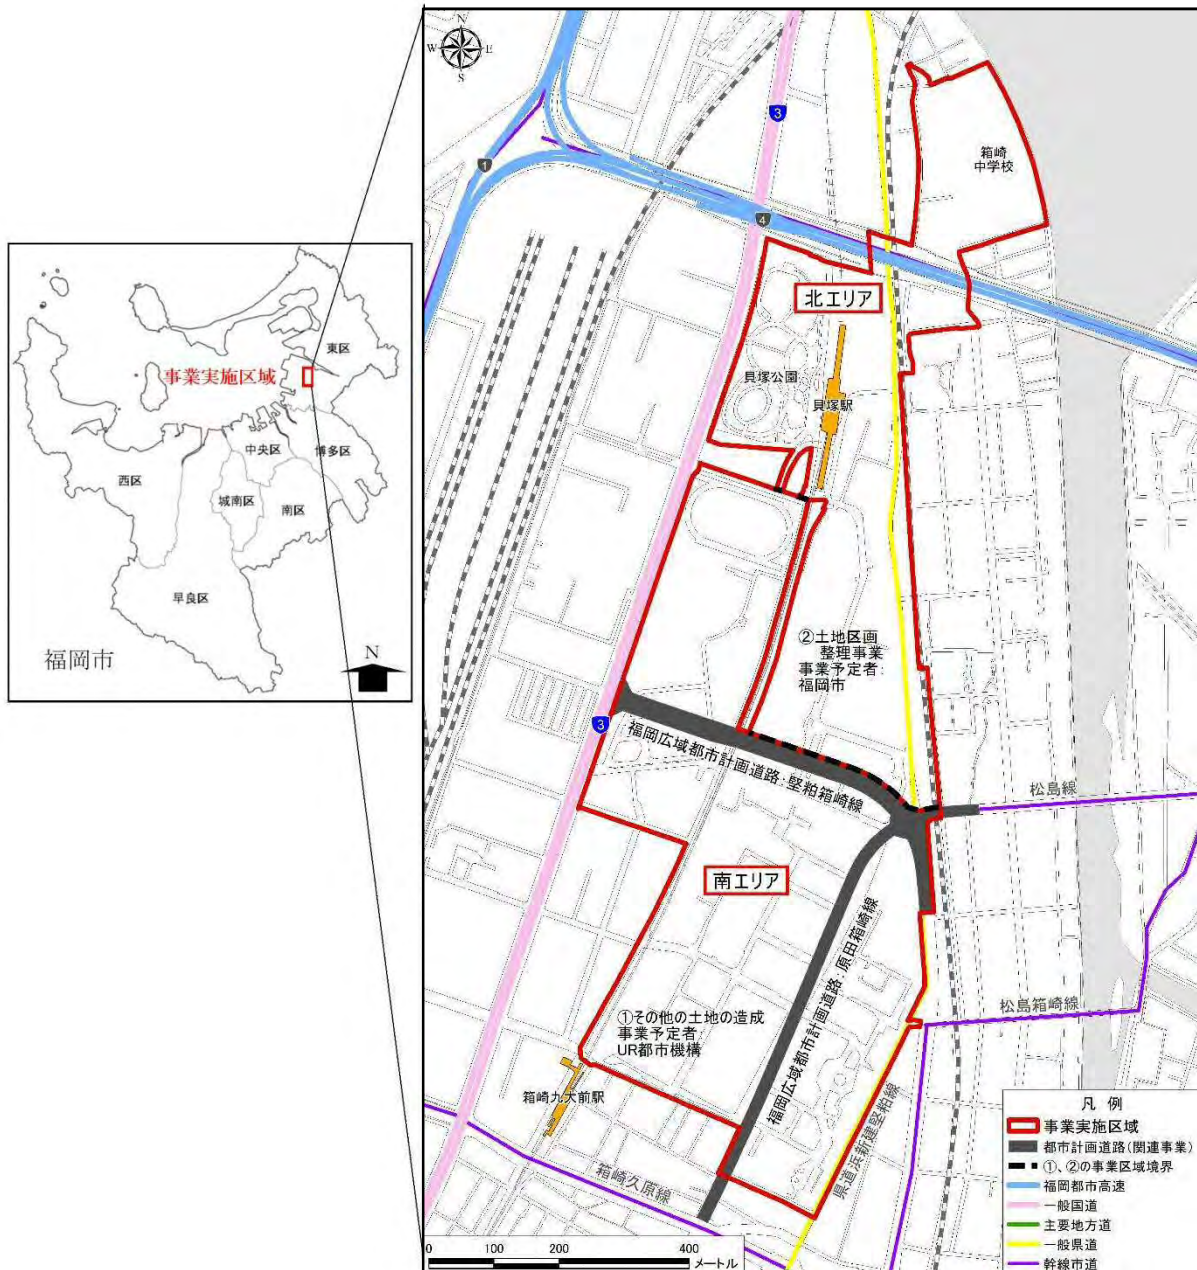 事業実施区域
東区
中央区
博多区
西区
城南区
南区
早良区
福岡市
N
N
W
E
S
3
1
4
箱崎
中学校
北エリア
貝塚公園
貝塚駅
②土地区画
整理事業
事業予定者:
福岡市
3
福岡広域都市計画道路:堅粕箱崎線
松島線
南エリア
福岡広域都市計画道路:原田箱崎線
①その他の土地の造成
事業予定者:
UR都市機構
松島箱崎線
箱崎九大前駅
県道浜新建堅粕線
箱崎久原線
0 100 200 400
メートル
凡 例
事業実施区域
都市計画道路(関連事業)
①、②の事業区域境界
福岡都市高速
一般国道
主要地方道
一般県道
幹線市道